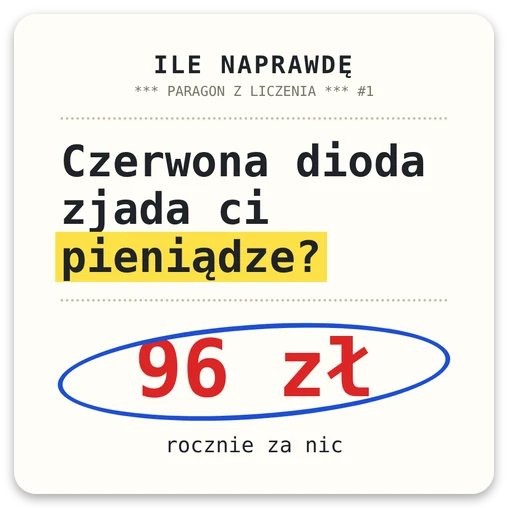 ILE NAPRAWDĘ
*** PARAGON Z LICZENIA *** #1
Czerwona dioda
zjada ci
pieniądze?
96 zł
rocznie za nic